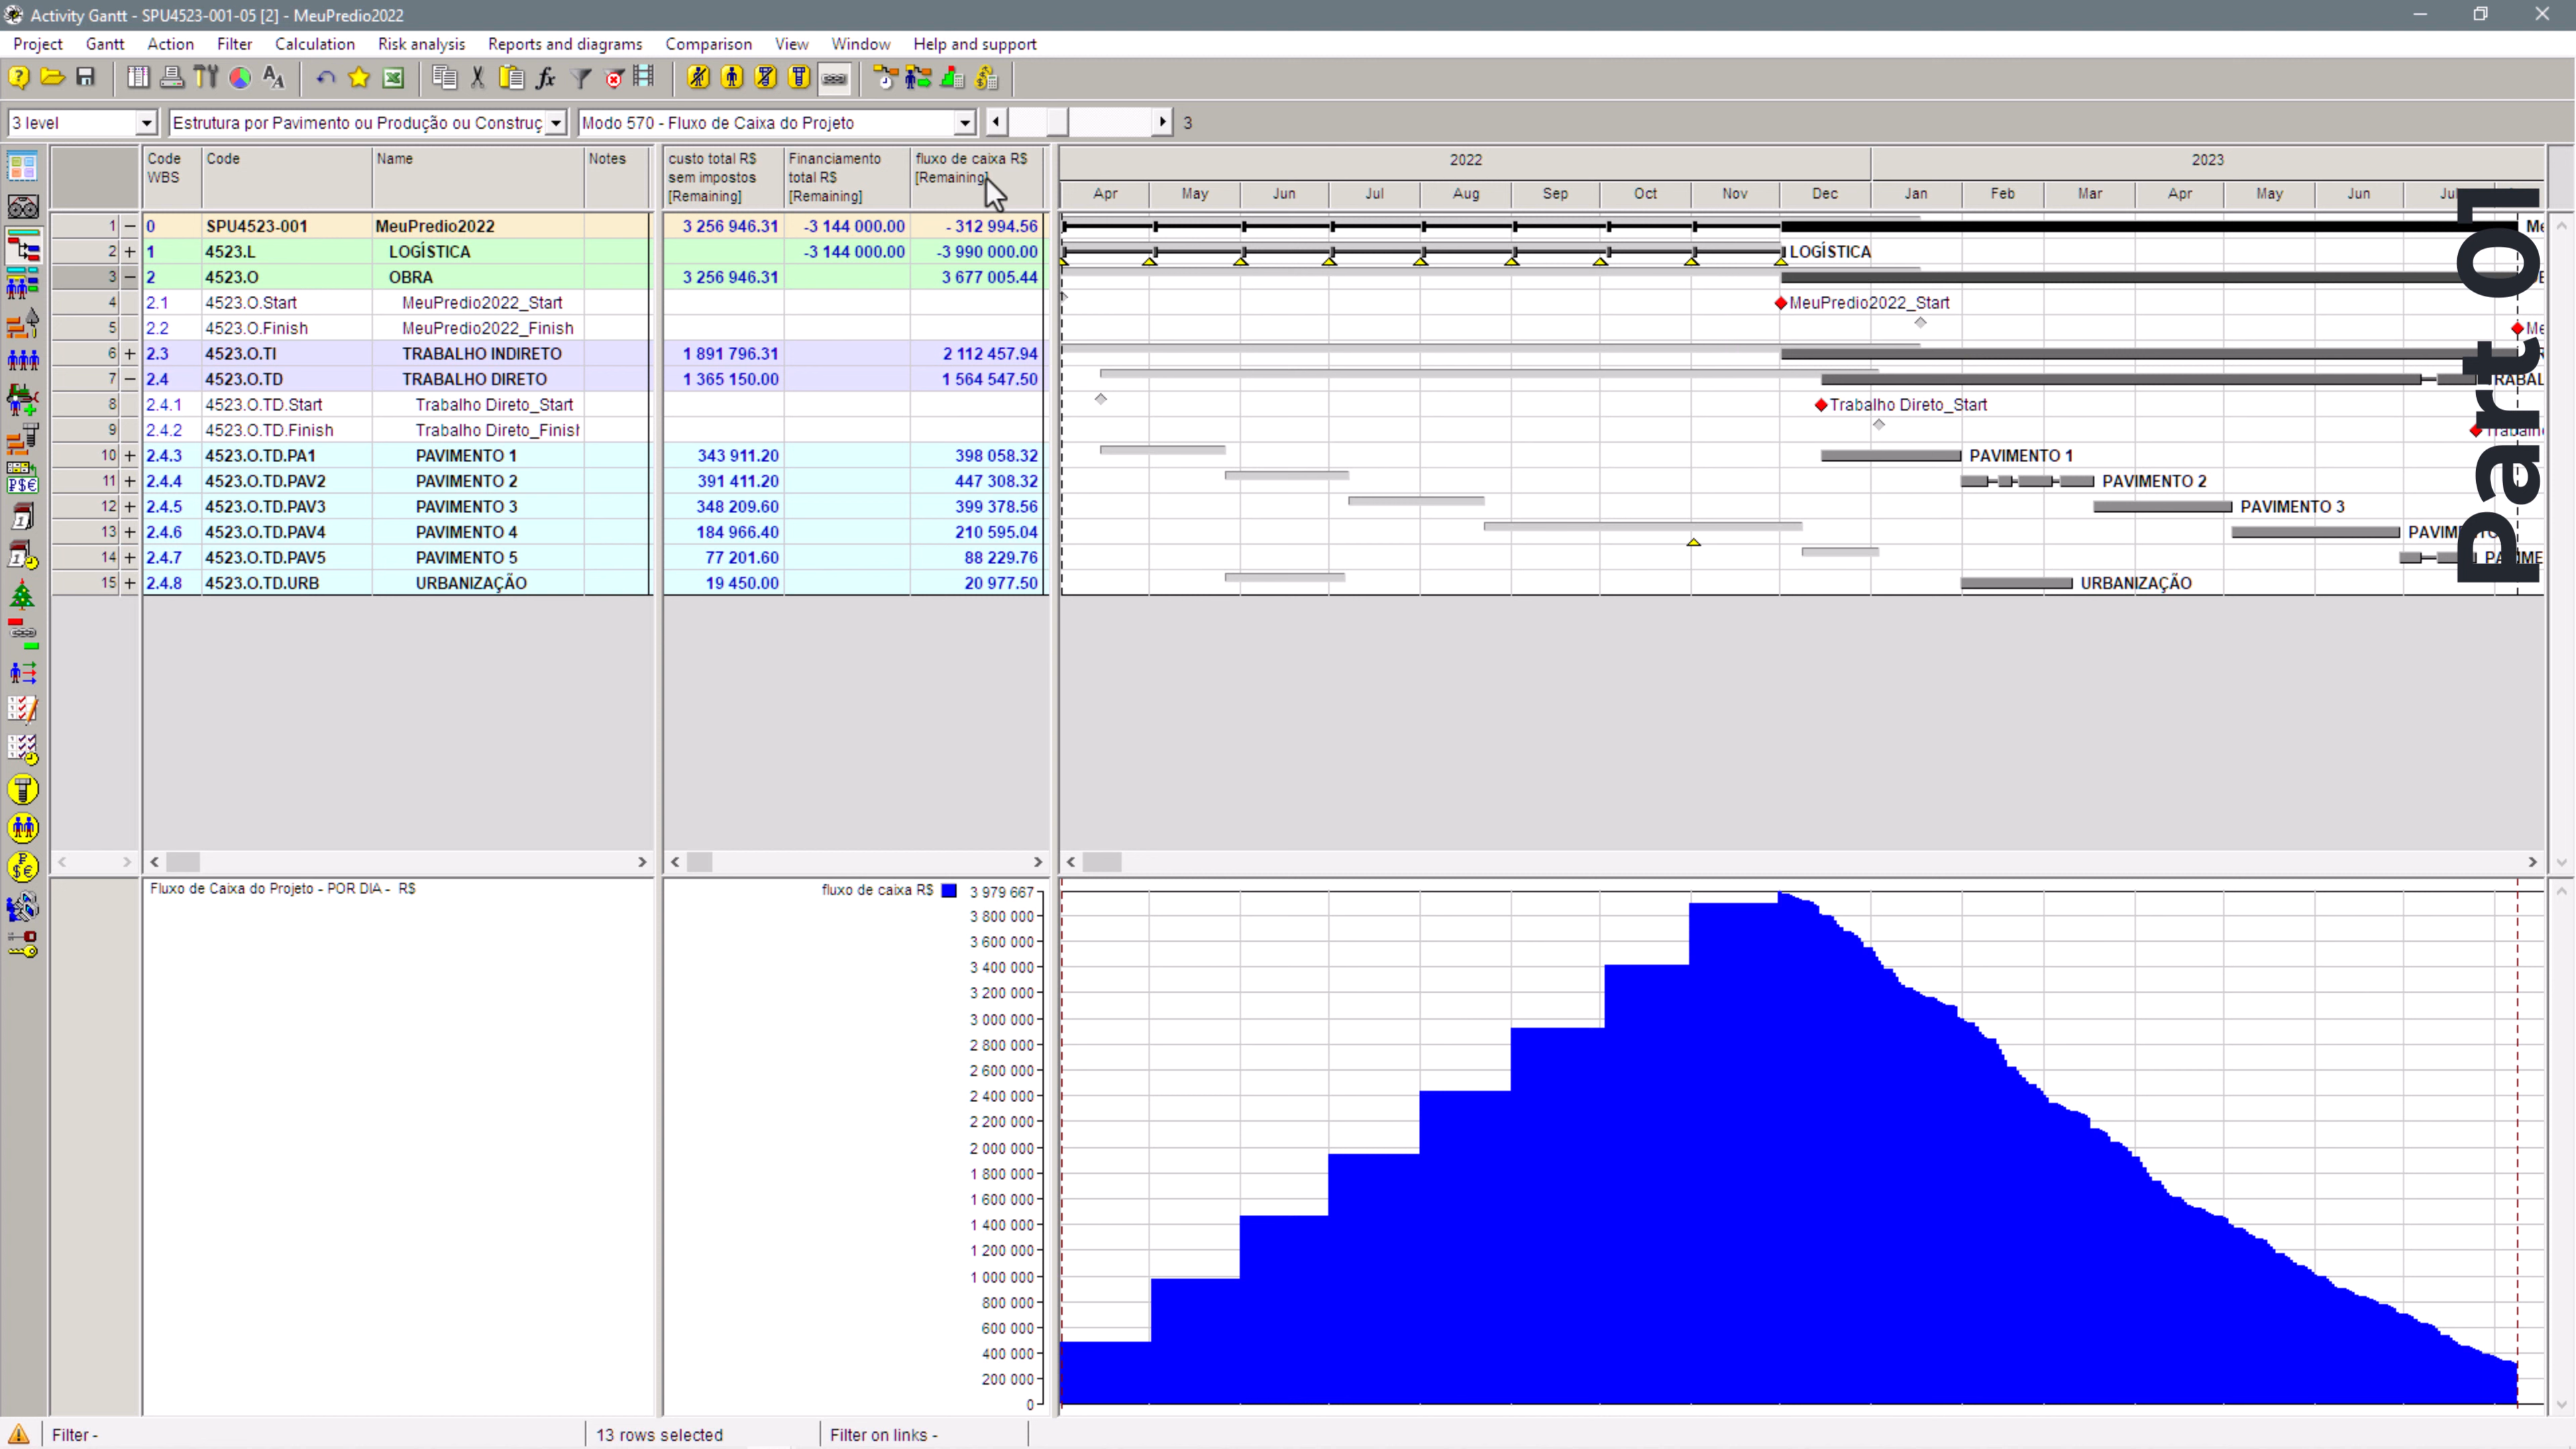 Activity Gantt - SPU4523-001-05 [2] - MeuPredio2022
Project Gantt Action Filter Calculation Risk analysis Reports and diagrams Comparison View Window Help and support
3 level Estrutura por Pavimento ou Produção ou Construç Modo 570 - Fluxo de Caixa do Projeto 3
Code WBS Code Name Notes custo total R$ sem impostos [Remaining] Financiamento total R$ [Remaining] fluxo de caixa R$ [Remaining]
2022 2023
Apr May Jun Jul Aug Sep Oct Nov Dec Jan Feb Mar Apr May Jun Jul
1 0 SPU4523-001 MeuPredio2022 3 256 946.31 -3 144 000.00 - 312 994.56 Me
2 1 4523.L LOGÍSTICA -3 144 000.00 -3 990 000.00 LOGÍSTICA
3 2 4523.O OBRA 3 256 946.31 3 677 005.44
4 2.1 4523.O.Start MeuPredio2022_Start MeuPredio2022_Start
5 2.2 4523.O.Finish MeuPredio2022_Finish Me
6 2.3 4523.O.TI TRABALHO INDIRETO 1 891 796.31 2 112 457.94
7 2.4 4523.O.TD TRABALHO DIRETO 1 365 150.00 1 564 547.50 TRABAL
8 2.4.1 4523.O.TD.Start Trabalho Direto_Start Trabalho Direto_Start
9 2.4.2 4523.O.TD.Finish Trabalho Direto_Finish
10 2.4.3 4523.O.TD.PA1 PAVIMENTO 1 343 911.20 398 058.32 PAVIMENTO 1
11 2.4.4 4523.O.TD.PAV2 PAVIMENTO 2 391 411.20 447 308.32 PAVIMENTO 2
12 2.4.5 4523.O.TD.PAV3 PAVIMENTO 3 348 209.60 399 378.56 PAVIMENTO 3
13 2.4.6 4523.O.TD.PAV4 PAVIMENTO 4 184 966.40 210 595.04
14 2.4.7 4523.O.TD.PAV5 PAVIMENTO 5 77 201.60 88 229.76
15 2.4.8 4523.O.TD.URB URBANIZAÇÃO 19 450.00 20 977.50 URBANIZAÇÃO
Part 01
Fluxo de Caixa do Projeto - POR DIA - R$
fluxo de caixa R$ 3 979 667
3 800 000
3 600 000
3 400 000
3 200 000
3 000 000
2 800 000
2 600 000
2 400 000
2 200 000
2 000 000
1 800 000
1 600 000
1 400 000
1 200 000
1 000 000
800 000
600 000
400 000
200 000
0
Filter - 13 rows selected Filter on links -